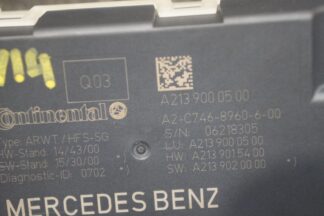 M14
Q03
Continental
Type: ARWT/HFS-SG
HW-Stand: 14/43/00
SW-Stand: 15/30/00
Diagnostic-ID: 0702
A213 900 05 00
A2-C746-8960-6-00
S/N: 06218305
LU: A213 900 05 00
HW: A213 901 54 00
SW: A213 902 00 00
MERCEDES BENZ